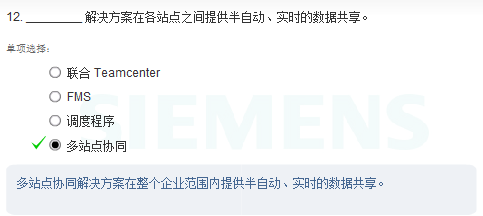 12. ________ 解决方案在各站点之间提供半自动、实时的数据共享。
单项选择：
联合 Teamcenter
FMS
调度程序
多站点协同
SIEMENS
多站点协同解决方案在整个企业范围内提供半自动、实时的数据共享。